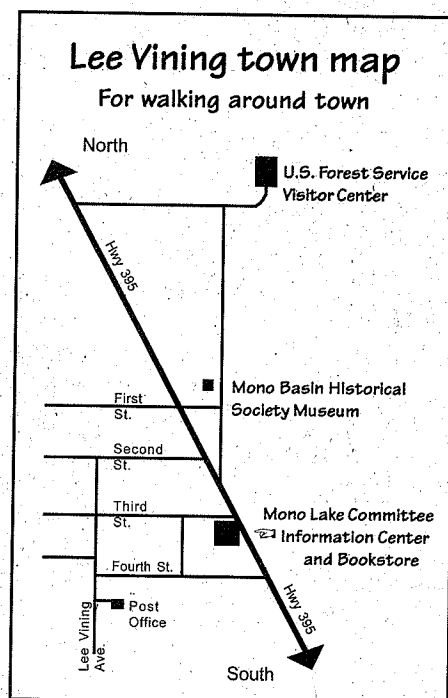 Lee Vining town map
For walking around town
North
U.S. Forest Service
Visitor Center
Hwy 395
Mono Basin Historical
Society Museum
First
St.
Second
St.
Third
St.
Mono Lake Committee
Information Center
and Bookstore
Fourth St.
Post
Office
Lee Vining
Ave.
Hwy 395
South